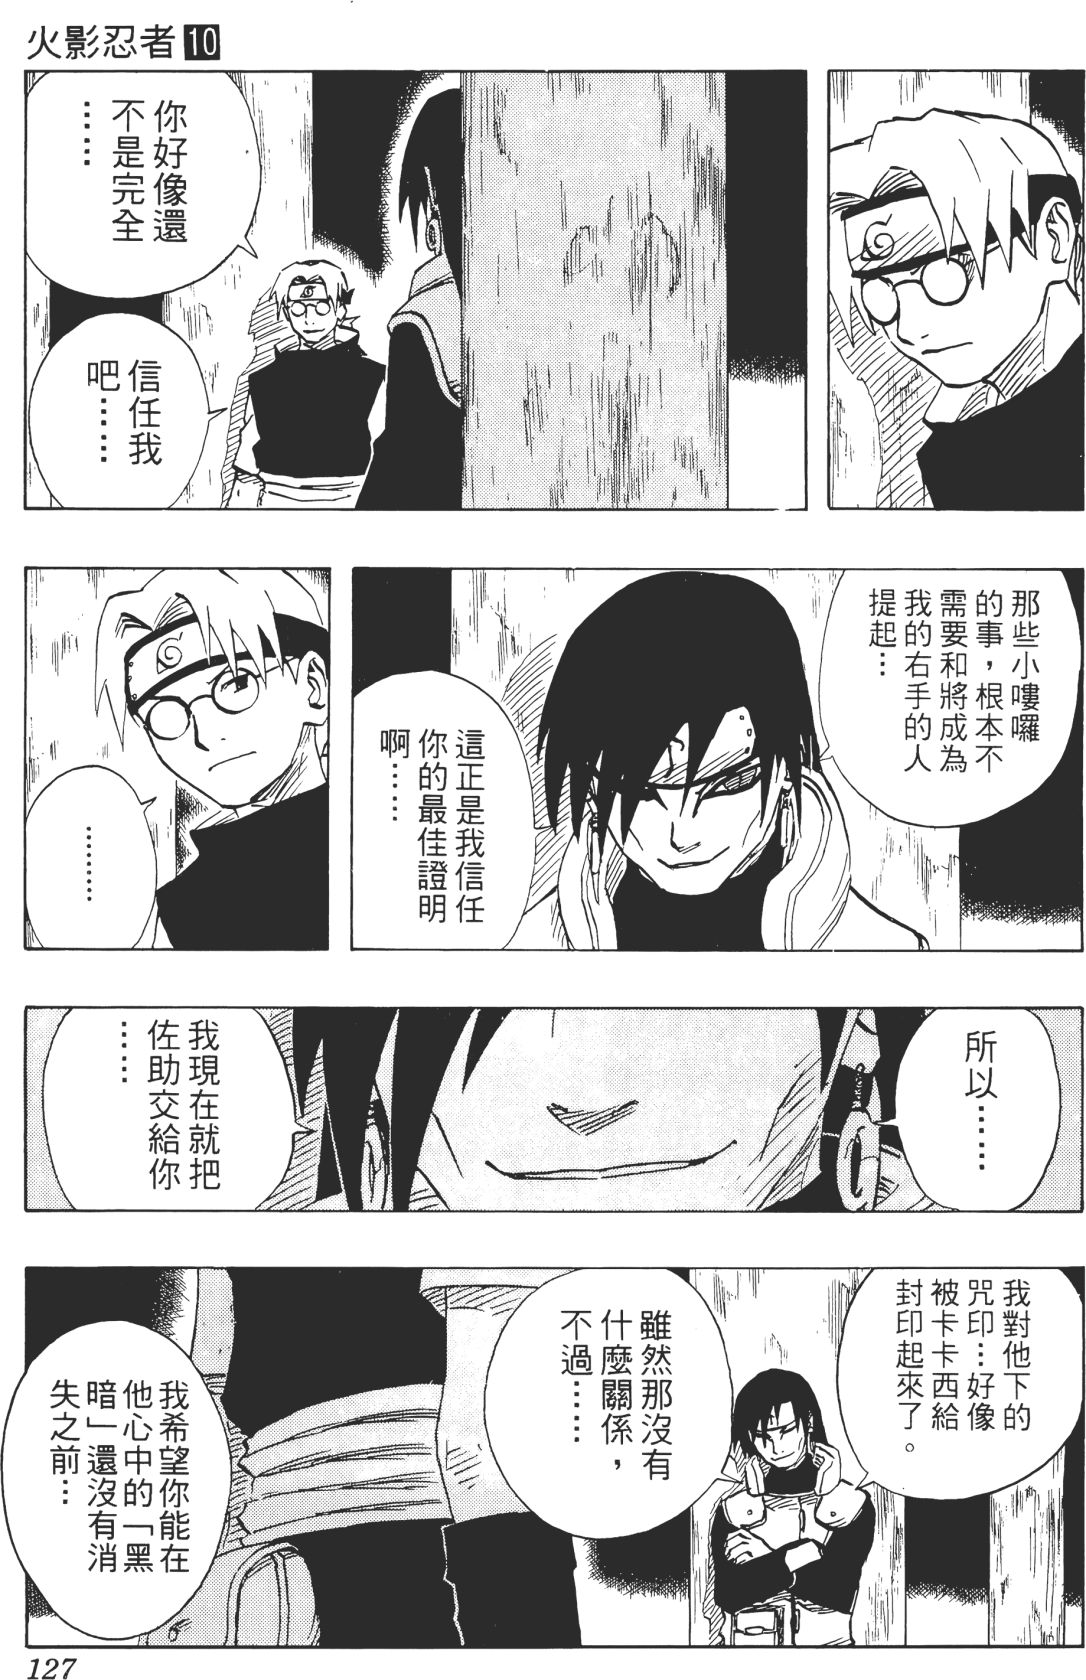 火影忍者10
你好像還
不是完全
……
信任我
吧……
那些小嘍囉
的事，根本不
需要和將成為
我的右手的人
提起…
這正是我信任
你的最佳證明
啊……
………
所以……
我現在就把
佐助交給你
……
我對他下的
咒印…好像
被卡卡西給
封印起來了。
雖然那沒有
什麼關係，
不過……
我希望你能在
他心中的「黑
暗」還沒有消
失之前…
127